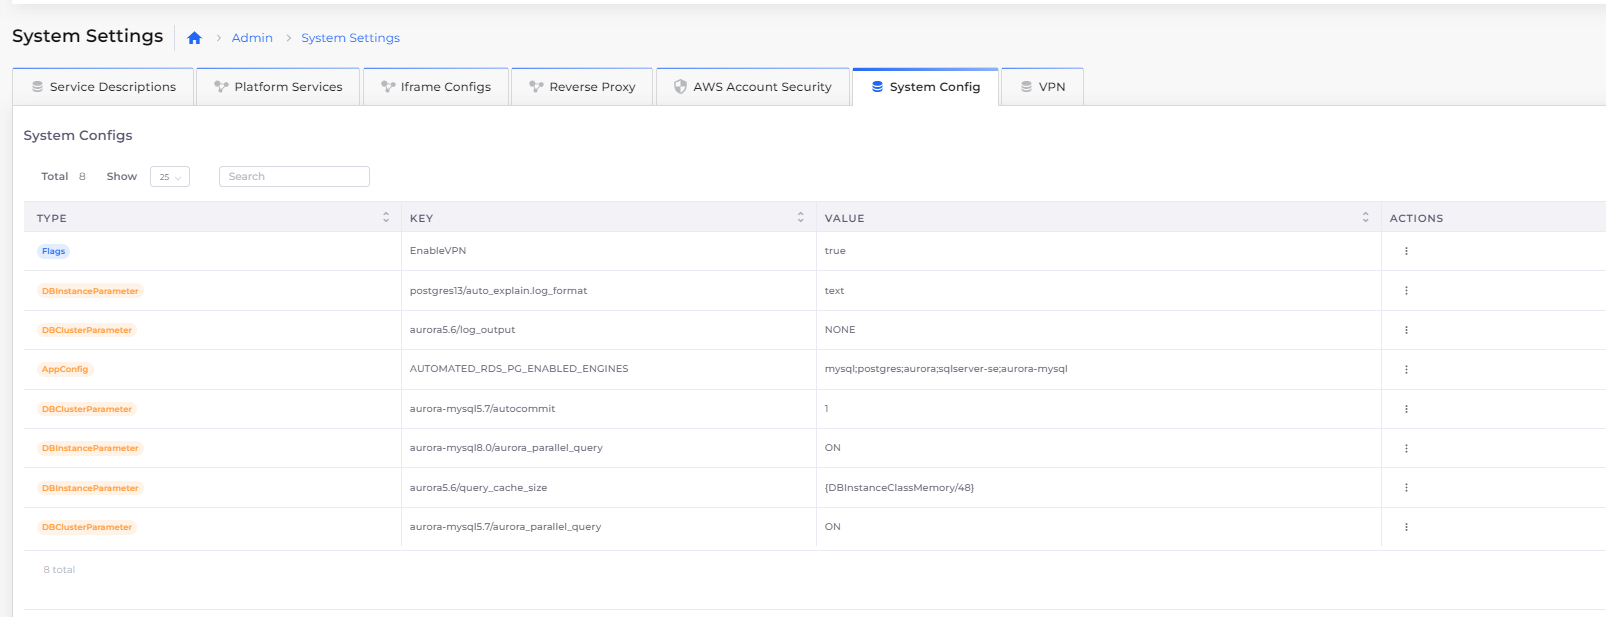 System Settings
Admin
System Settings
Service Descriptions
Platform Services
Iframe Configs
Reverse Proxy
AWS Account Security
System Config
VPN
System Configs
Total 8 Show 25 Search
TYPE KEY VALUE ACTIONS
Flags EnableVPN true
DBInstanceParameter postgres13/auto_explain.log_format text
DBClusterParameter aurora5.6/log_output NONE
AppConfig AUTOMATED_RDS_PG_ENABLED_ENGINES mysql;postgres;aurora;sqlserver-se;aurora-mysql
DBClusterParameter aurora-mysql5.7/autocommit 1
DBInstanceParameter aurora-mysql8.0/aurora_parallel_query ON
DBInstanceParameter aurora5.6/query_cache_size {DBInstanceClassMemory/48}
DBClusterParameter aurora-mysql5.7/aurora_parallel_query ON
8 total